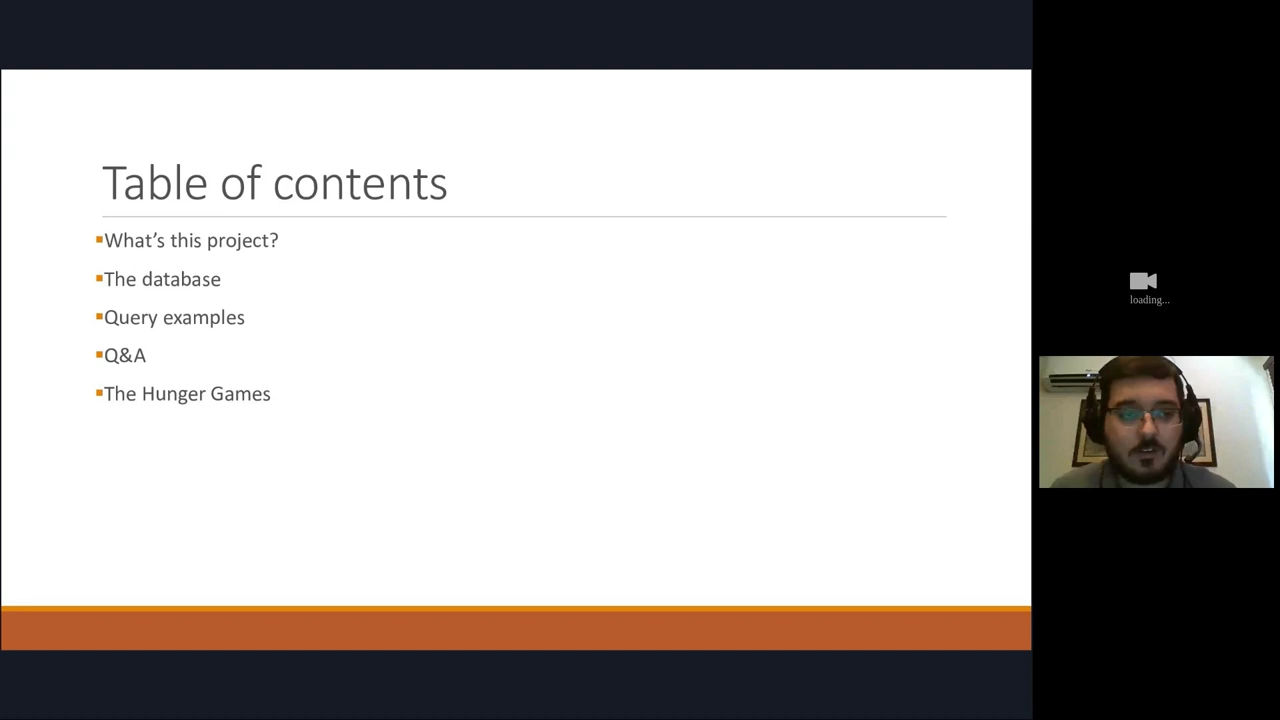 Table of contents
▪What's this project?
▪The database
▪Query examples
▪Q&A
▪The Hunger Games
loading...